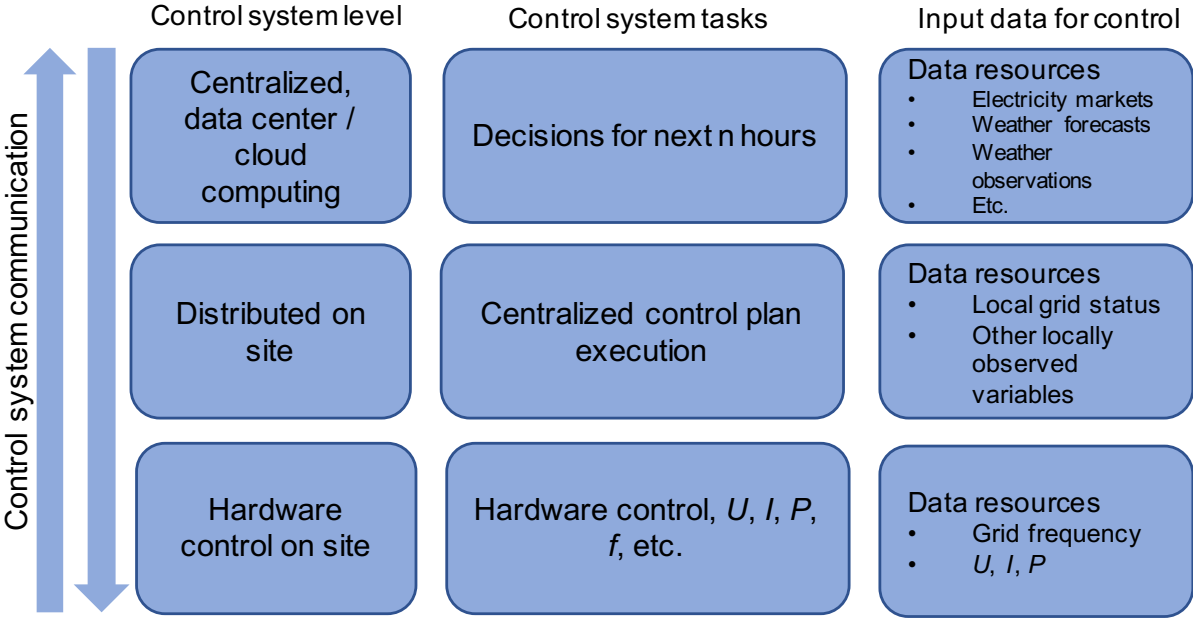 Control system level
Control system tasks
Input data for control
Control system communication
Centralized,
data center /
cloud
computing
Decisions for next n hours
Data resources
• Electricity markets
• Weather forecasts
• Weather
observations
• Etc.
Distributed on
site
Centralized control plan
execution
Data resources
• Local grid status
• Other locally
observed
variables
Hardware
control on site
Hardware control, U, I, P,
f, etc.
Data resources
• Grid frequency
• U, I, P